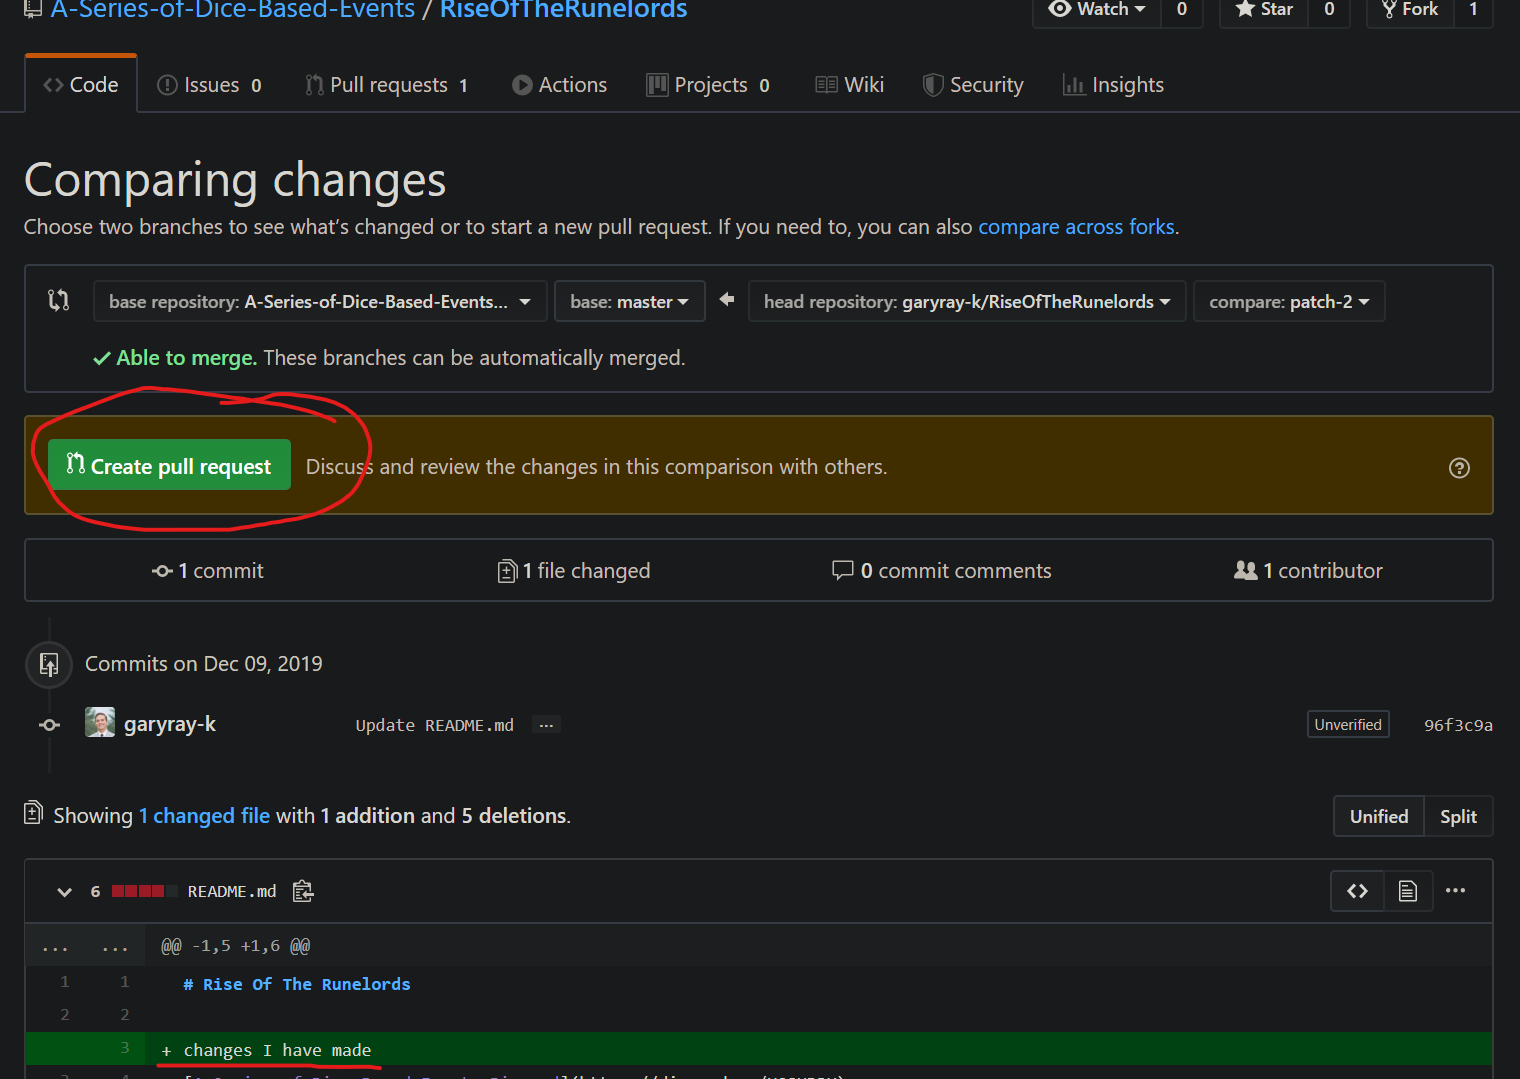 A-Series-of-Dice-Based-Events / RiseOfTheRunelords
Watch 0 Star 0 Fork 1
Code Issues 0 Pull requests 1 Actions Projects 0 Wiki Security Insights
Comparing changes
Choose two branches to see what's changed or to start a new pull request. If you need to, you can also compare across forks.
base repository: A-Series-of-Dice-Based-Events... base: master head repository: garyray-k/RiseOfTheRunelords compare: patch-2
Able to merge. These branches can be automatically merged.
Create pull request Discuss and review the changes in this comparison with others.
1 commit 1 file changed 0 commit comments 1 contributor
Commits on Dec 09, 2019
garyray-k Update README.md ... Unverified 96f3c9a
Showing 1 changed file with 1 addition and 5 deletions. Unified Split
6 README.md
... ... @@ -1,5 +1,6 @@
1 1 # Rise Of The Runelords
2 2
3 + changes I have made